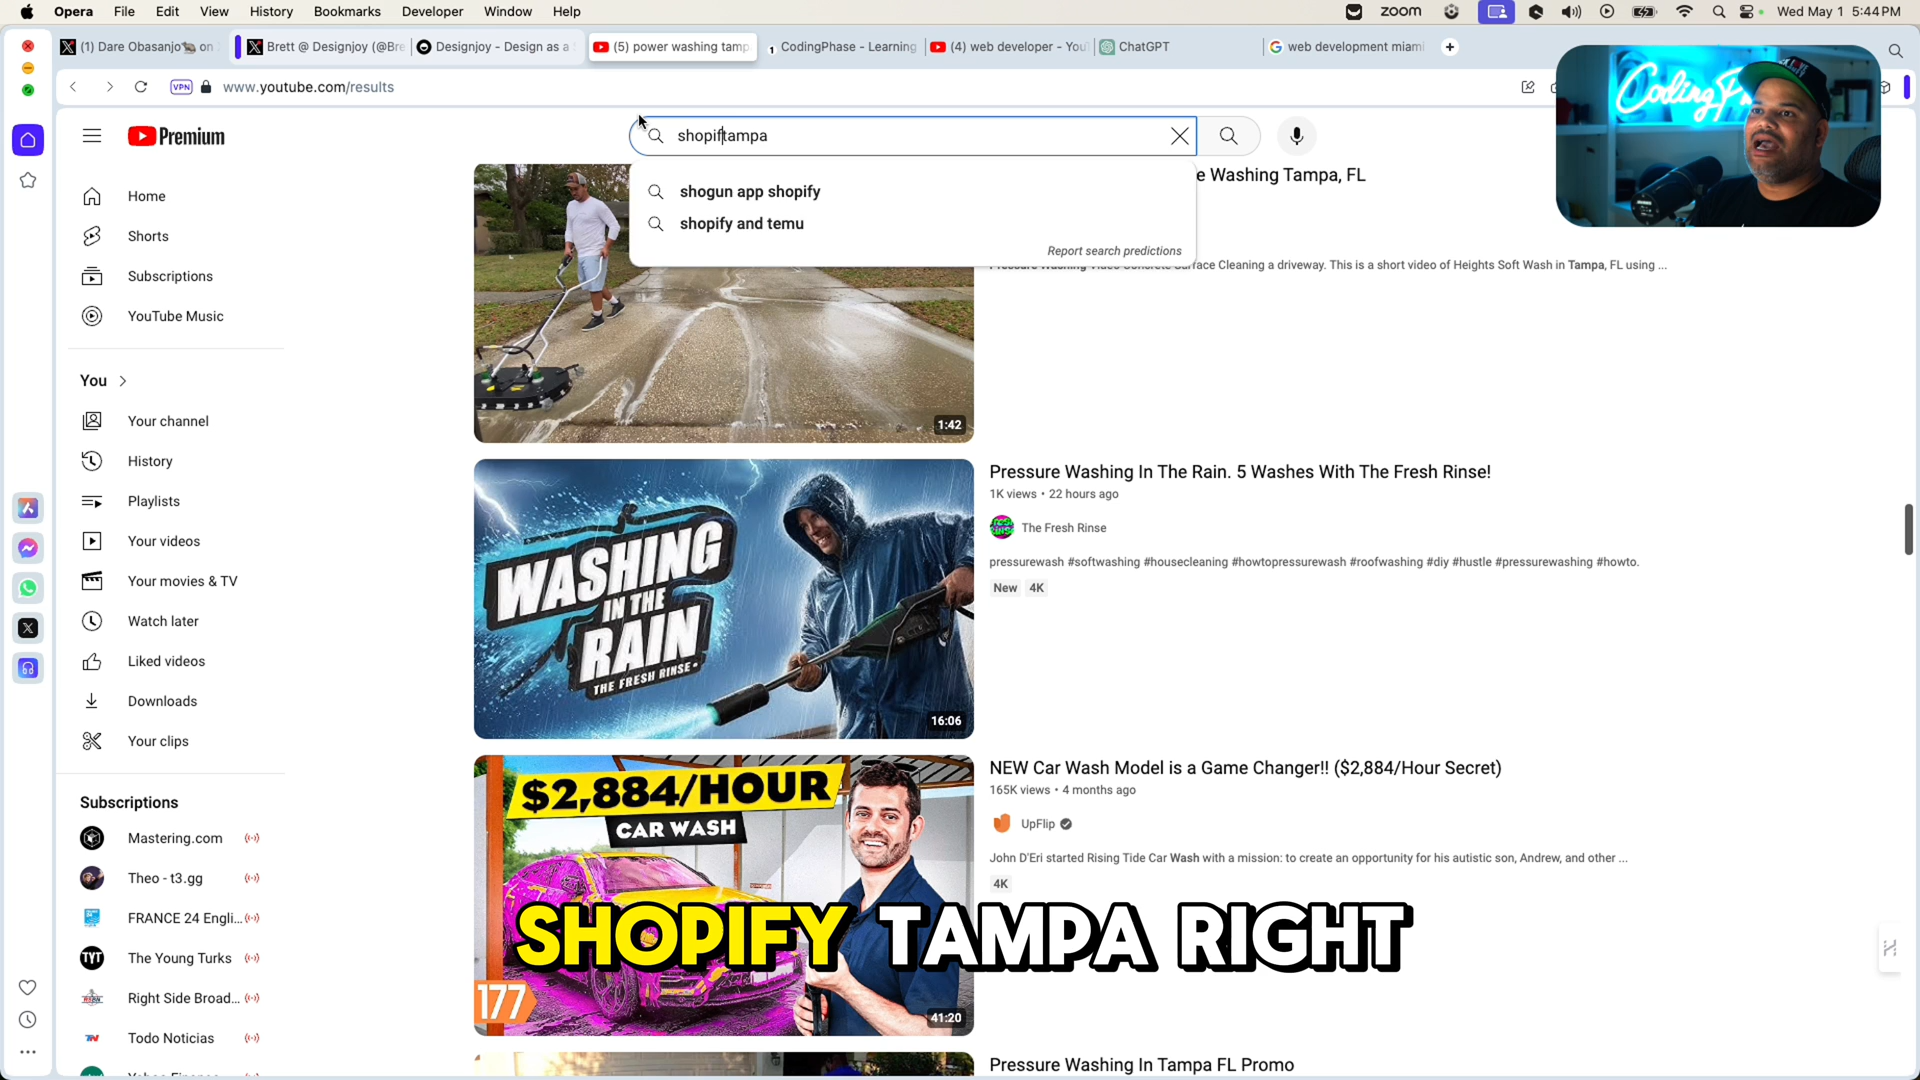 Opera File Edit View History Bookmarks Developer Window Help
zoom Wed May 1 5:44 PM
(1) Dare Obasanjo🐀 on
Brett @ Designjoy (@Bre
Designjoy - Design as a
(5) power washing tamp
CodingPhase - Learning
(4) web developer - You
ChatGPT
web development miami
VPN www.youtube.com/results
Premium
shopiftampa
shogun app shopify
shopify and temu
Report search predictions
Home
Shorts
Subscriptions
YouTube Music
You
Your channel
History
Playlists
Your videos
Your movies & TV
Watch later
Liked videos
Downloads
Your clips
Subscriptions
Mastering.com
Theo - t3.gg
FRANCE 24 Engli...
The Young Turks
Right Side Broad...
Todo Noticias
e Washing Tampa, FL
Pressure Washing Video Concrete Surface Cleaning a driveway. This is a short video of Heights Soft Wash in Tampa, FL using ...
1:42
WASHING
IN THE
RAIN
THE FRESH RINSE
16:06
Pressure Washing In The Rain. 5 Washes With The Fresh Rinse!
1K views • 22 hours ago
The Fresh Rinse
pressurewash #softwashing #housecleaning #howtopressurewash #roofwashing #diy #hustle #pressurewashing #howto.
New 4K
$2,884/HOUR
CAR WASH
177
41:20
NEW Car Wash Model is a Game Changer!! ($2,884/Hour Secret)
165K views • 4 months ago
UpFlip
John D'Eri started Rising Tide Car Wash with a mission: to create an opportunity for his autistic son, Andrew, and other ...
4K
SHOPIFY TAMPA RIGHT
Pressure Washing In Tampa FL Promo
TYT
Coding P